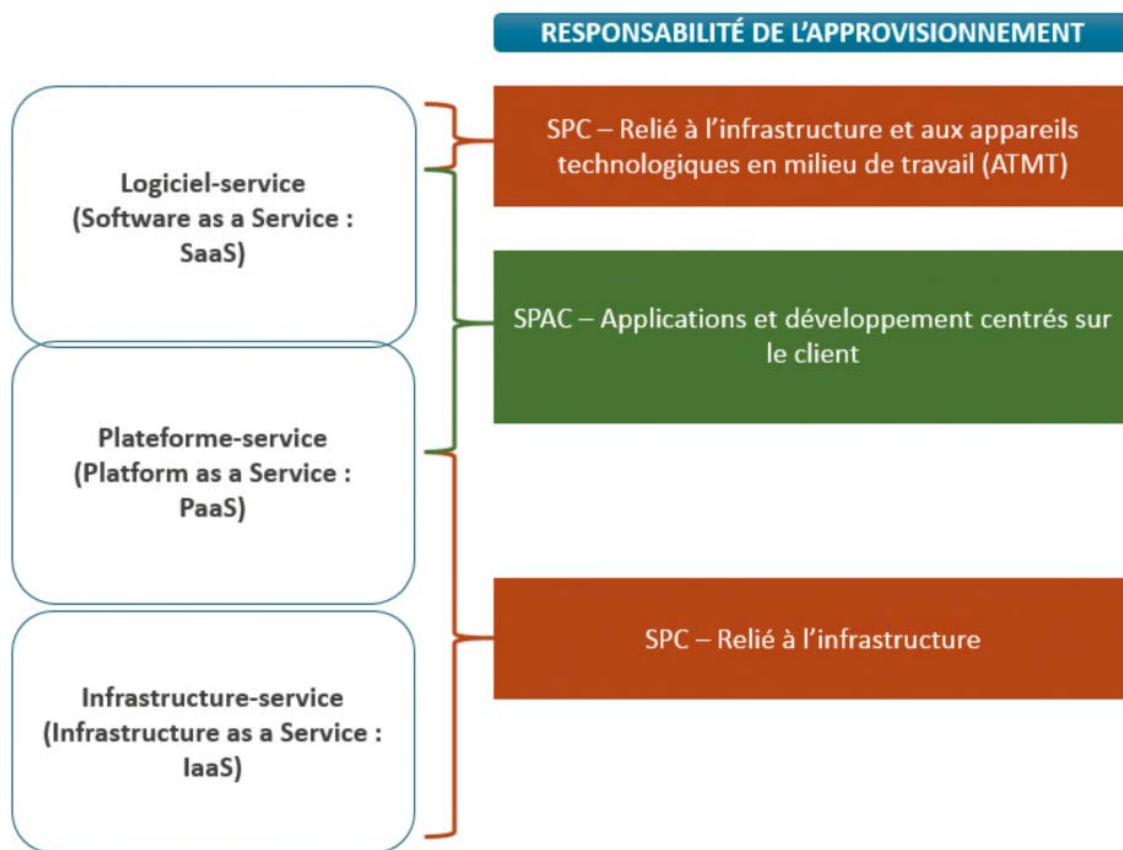 RESPONSABILITÉ DE L’APPROVISIONNEMENT
Logiciel-service
(Software as a Service :
SaaS)
SPC – Relié à l’infrastructure et aux appareils
technologiques en milieu de travail (ATMT)
SPAC – Applications et développement centrés sur
le client
Plateforme-service
(Platform as a Service :
PaaS)
SPC – Relié à l’infrastructure
Infrastructure-service
(Infrastructure as a Service :
IaaS)